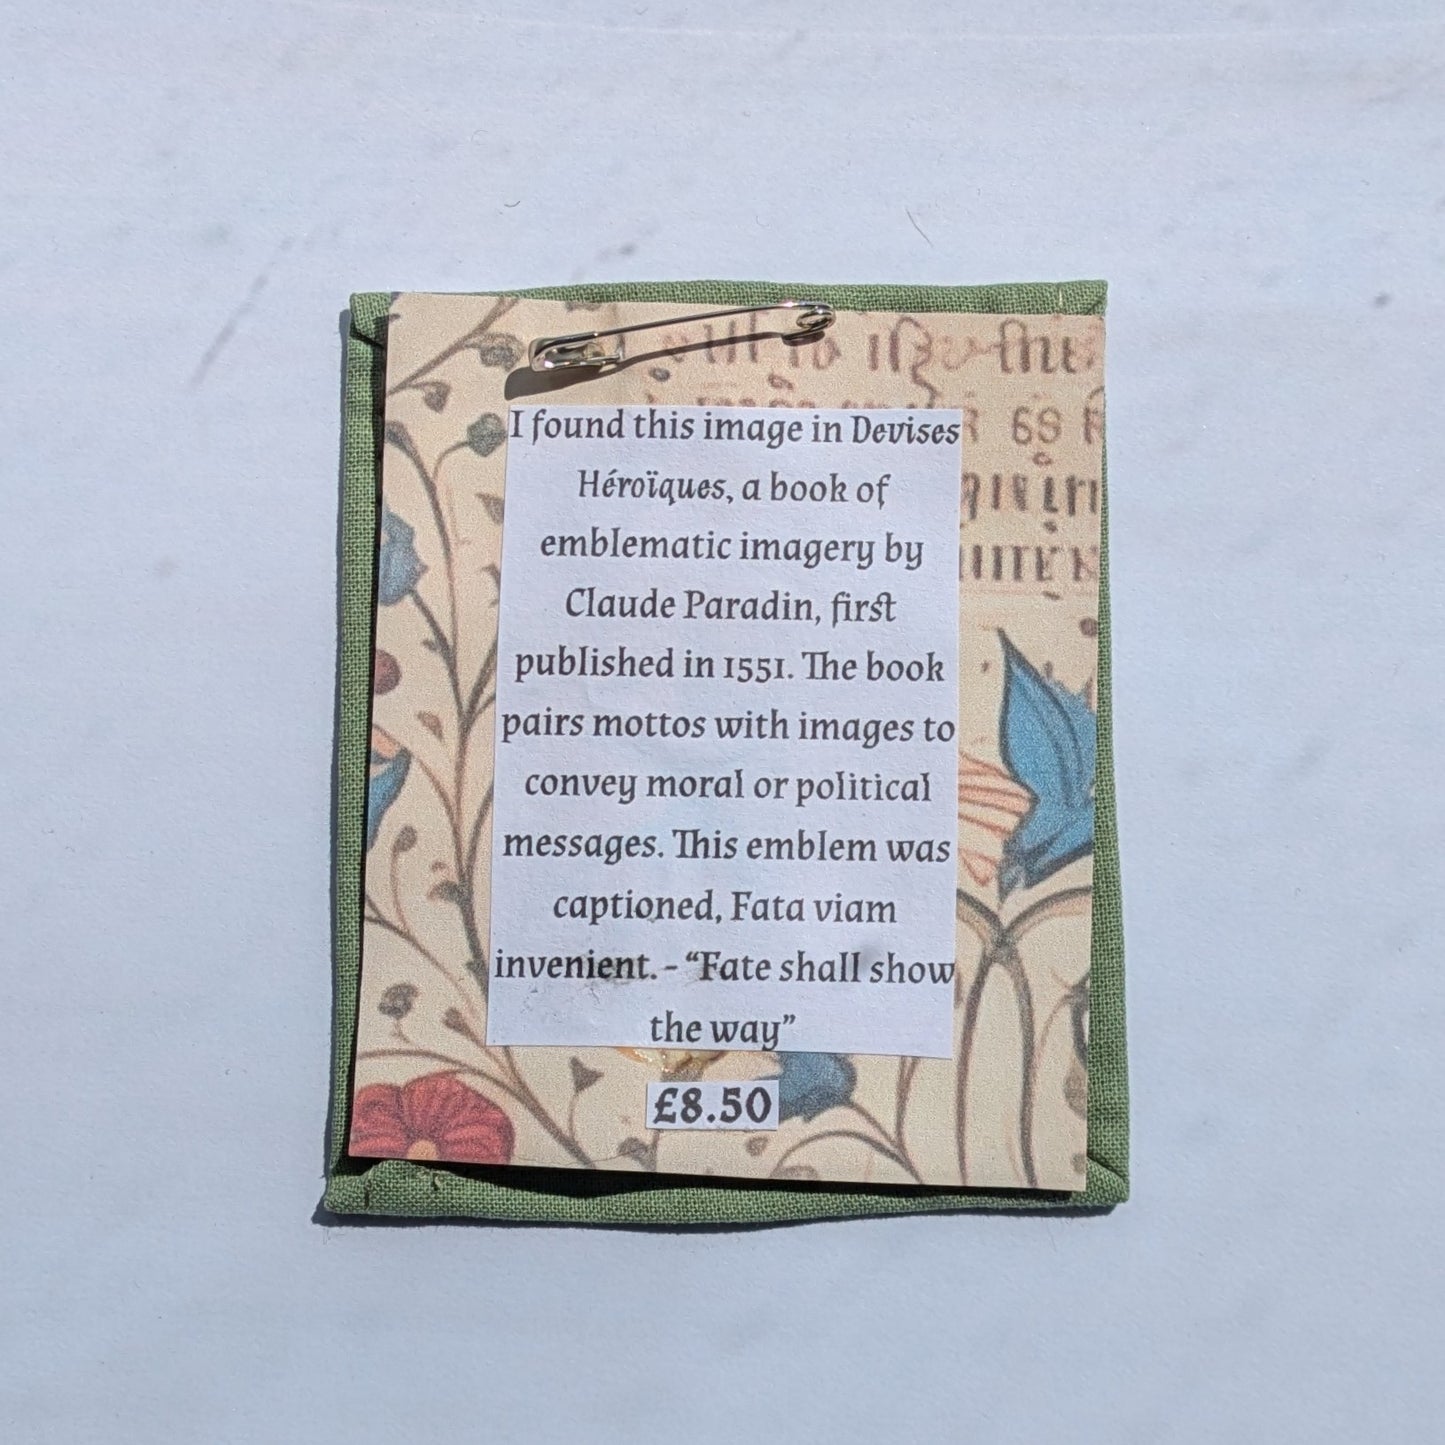 I found this image in Devises
Héroïques, a book of
emblematic imagery by
Claude Paradin, first
published in 1551. The book
pairs mottos with images to
convey moral or political
messages. This emblem was
captioned, Fata viam
invenient. - “Fate shall show
the way”
£8.50